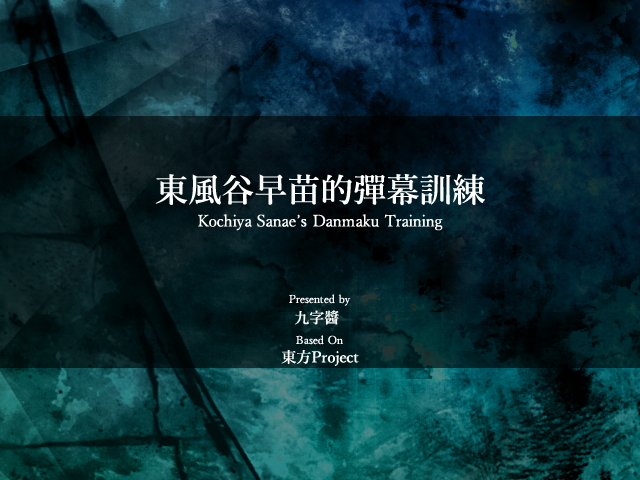 東風谷早苗的彈幕訓練
Kochiya Sanae's Danmaku Training
Presented by
九字醬
Based On
東方Project